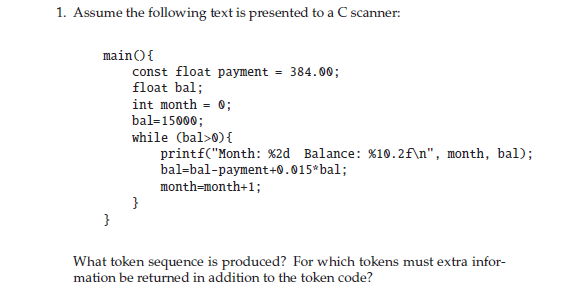 1. Assume the following text is presented to a C scanner:
main(){
const float payment = 384.00;
float bal;
int month = 0;
bal=15000;
while (bal>0){
printf("Month: %2d  Balance: %10.2f\n", month, bal);
bal=bal-payment+0.015*bal;
month=month+1;
}
}
What token sequence is produced? For which tokens must extra infor-
mation be returned in addition to the token code?